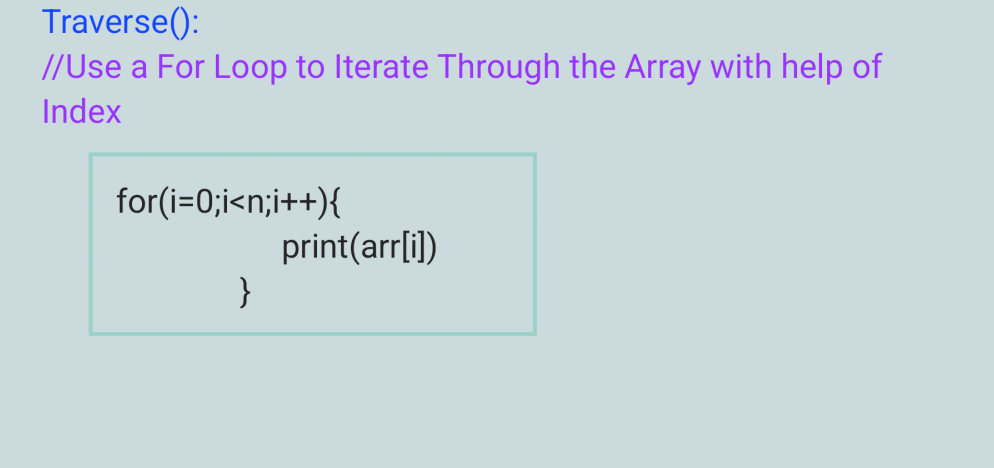 Traverse():
//Use a For Loop to Iterate Through the Array with help of
Index
for(i=0;i<n;i++){
print(arr[i])
}